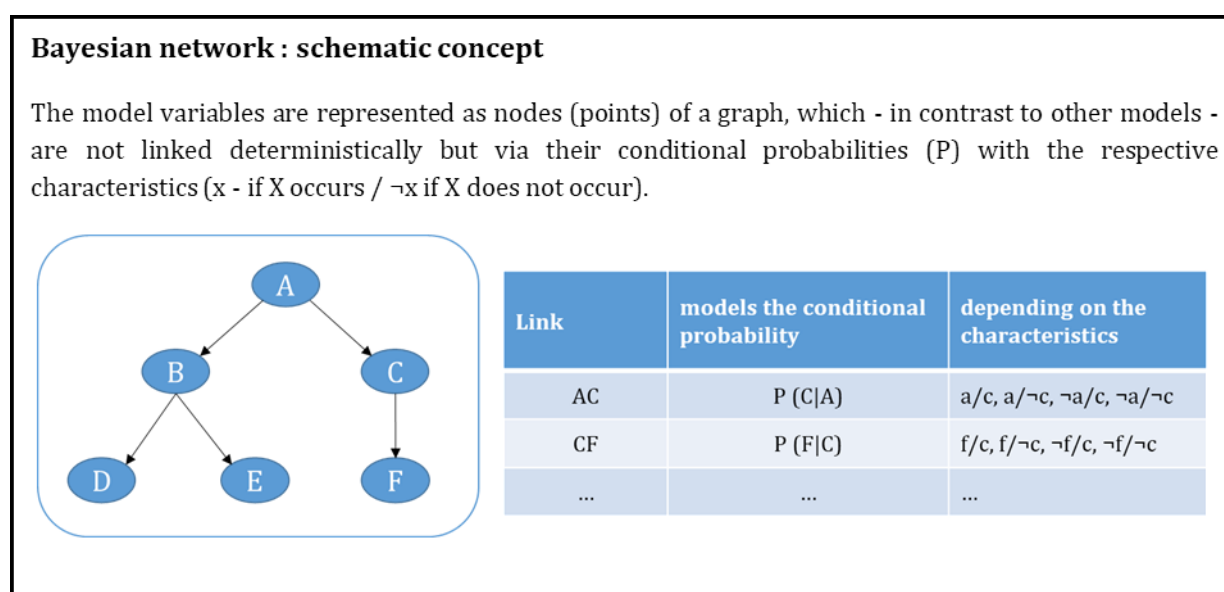 Bayesian network : schematic concept
The model variables are represented as nodes (points) of a graph, which - in contrast to other models -
are not linked deterministically but via their conditional probabilities (P) with the respective
characteristics (x - if X occurs / ¬x if X does not occur).
A
B
C
D
E
F
Link
models the conditional
probability
depending on the
characteristics
AC
P (C|A)
a/c, a/¬c, ¬a/c, ¬a/¬c
CF
P (F|C)
f/c, f/¬c, ¬f/c, ¬f/¬c
...
...
...